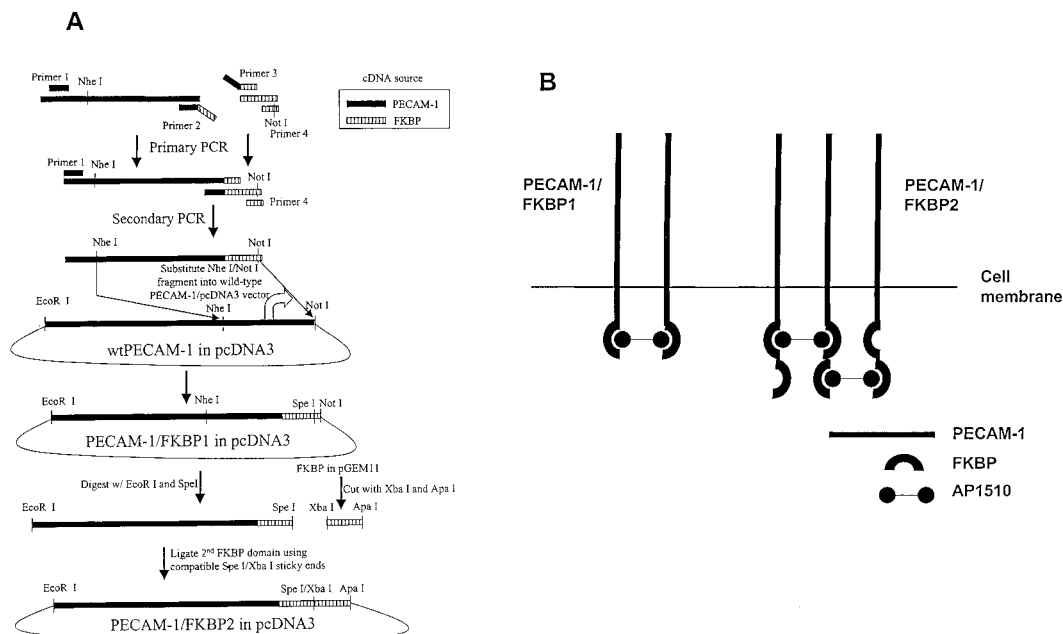 A
Primer 1
Nhe I
Primer 3
cDNA source
PECAM-1
FKBP
Primer 2
Not I
Primer 4
Primary PCR
Primer 1
Nhe I
Not I
Primer 4
Secondary PCR
Nhe I
Not I
Substitute Nhe I/Not I
fragment into wild-type
PECAM-1/pcDNA3 vector
EcoR I
Nhe I
Not I
wtPECAM-1 in pcDNA3
EcoR I
Nhe I
Spe I
Not I
PECAM-1/FKBP1 in pcDNA3
Digest w/ EcoR I and SpeI
FKBP in pGEM11
Cut with Xba I and Apa I
EcoR I
Spe I
Xba I
Apa I
Ligate 2nd FKBP domain using
compatible Spe I/Xba I sticky ends
EcoR I
Spe I/Xba I
Apa I
PECAM-1/FKBP2 in pcDNA3
B
PECAM-1/
FKBP1
PECAM-1/
FKBP2
Cell
membrane
PECAM-1
FKBP
AP1510